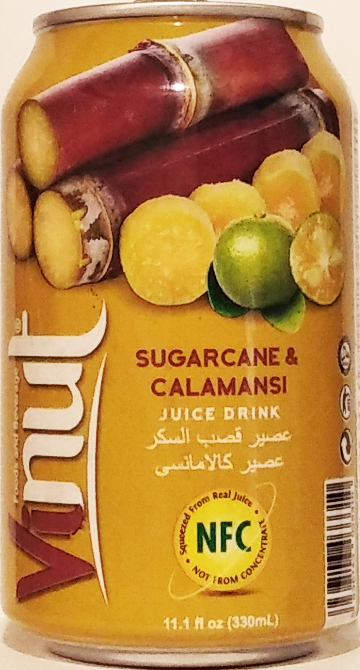 Vinut®
SUGARCANE &
CALAMANSI
JUICE DRINK
عصير قصب السكر
عصير كالامانسي
Squeezed From Real Juice
NFC
NOT FROM CONCENTRATE
11.1 fl oz (330mL)